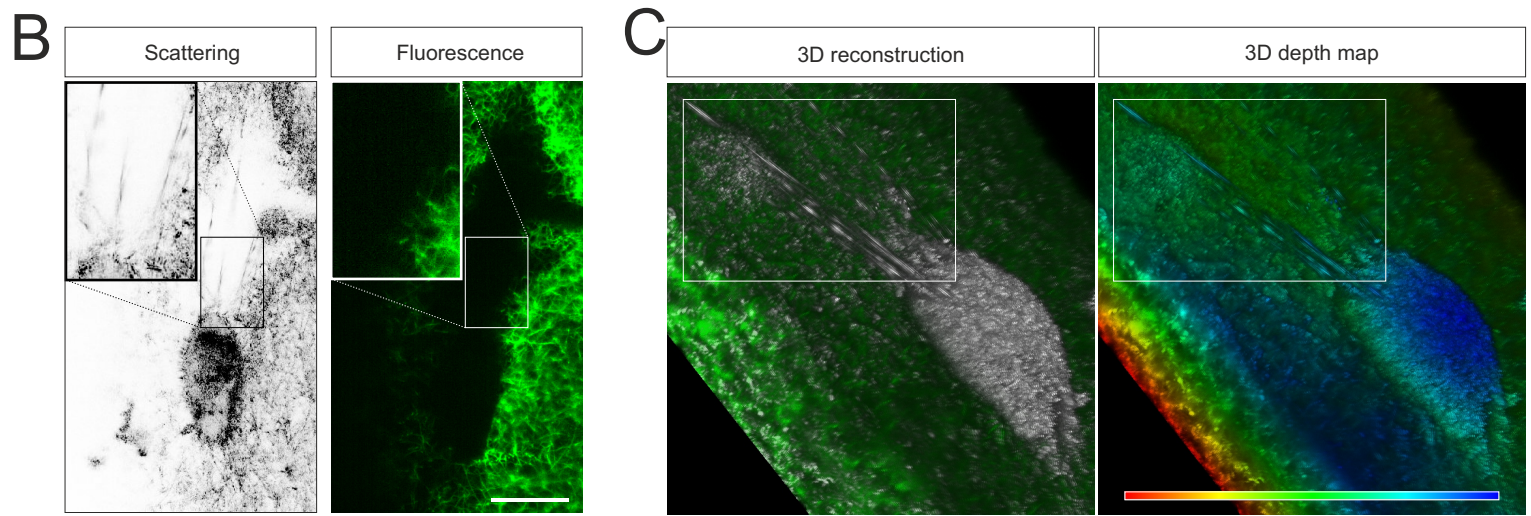 B
Scattering
Fluorescence
C
3D reconstruction
3D depth map